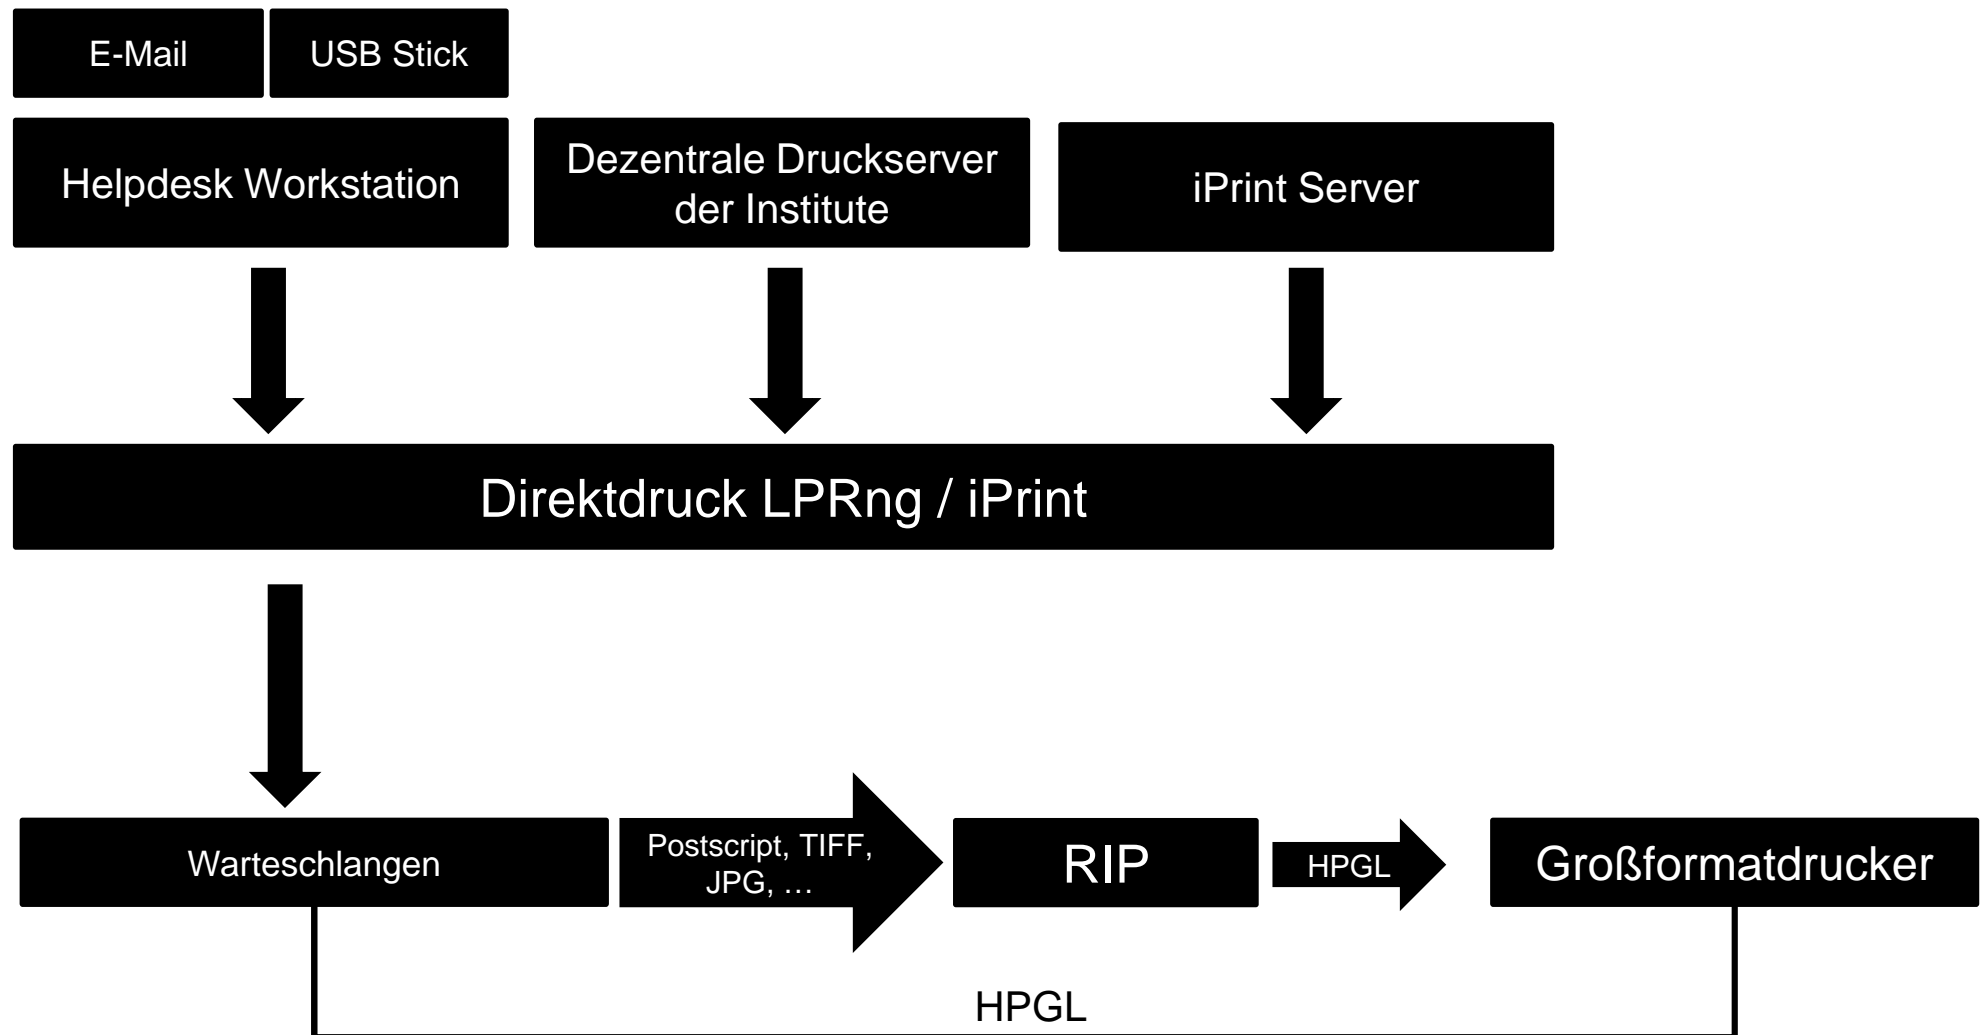 E-Mail
USB Stick
Helpdesk Workstation
Dezentrale Druckserver
der Institute
iPrint Server
Direktdruck LPRng / iPrint
Warteschlangen
Postscript, TIFF,
JPG, …
RIP
HPGL
Großformatdrucker
HPGL